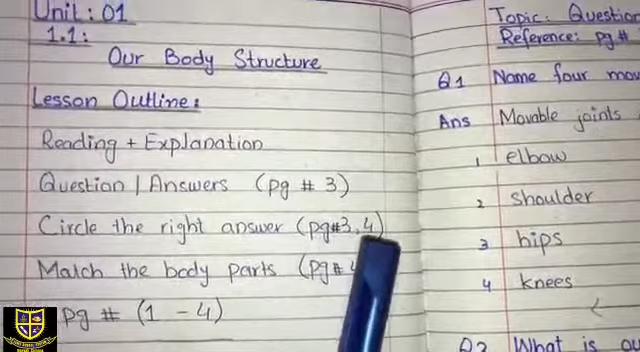 Unit: 01
1.1:
Our Body Structure
Lesson Outline:
Reading + Explanation
Question / Answers (pg # 3)
Circle the right answer (pg#3,4)
Match the body parts (pg#
pg # (1 - 4)
Topic: Questio
Reference: pg #
Q1 Name four mov
Ans Movable joints
1 elbow
2 shoulder
3 hips
4 knees
Q2 What is ou